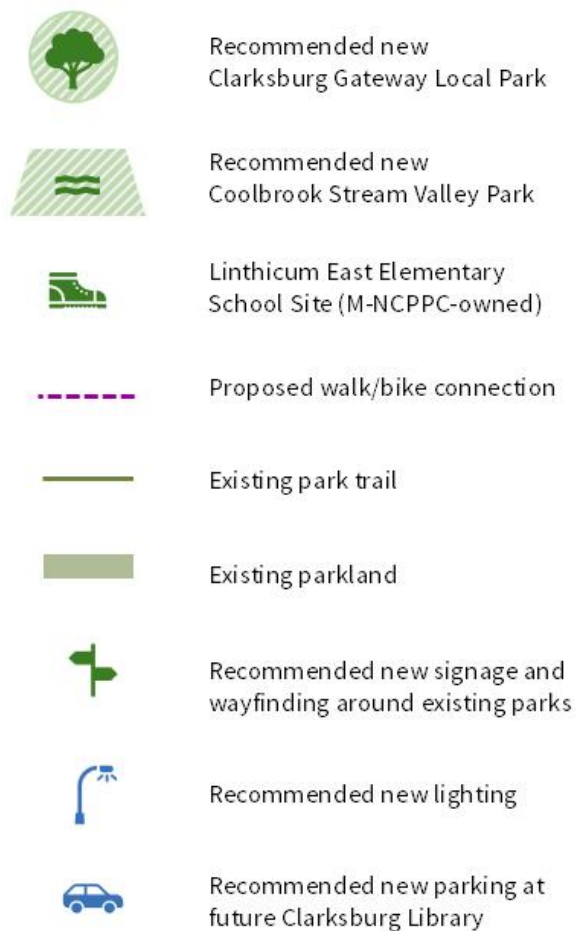 Recommended new
Clarksburg Gateway Local Park
Recommended new
Coolbrook Stream Valley Park
Linthicum East Elementary
School Site (M-NCPPC-owned)
Proposed walk/bike connection
Existing park trail
Existing parkland
Recommended new signage and
wayfinding around existing parks
Recommended new lighting
Recommended new parking at
future Clarksburg Library